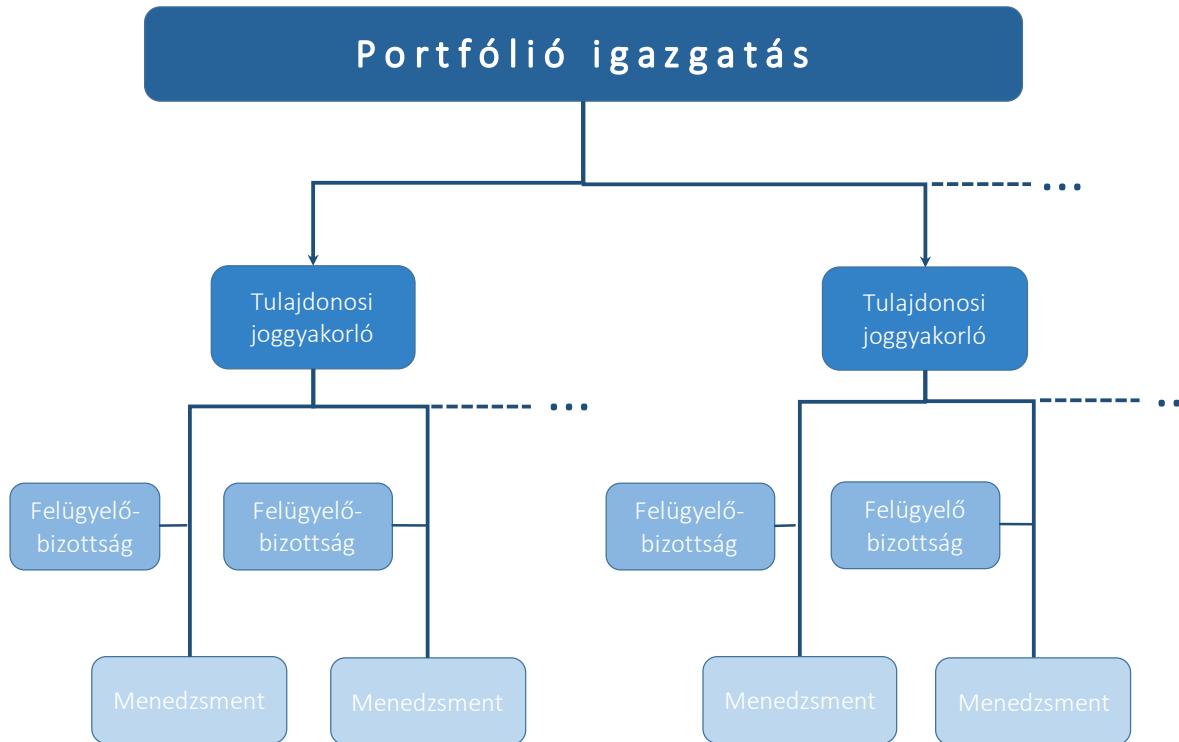 Portfólió igazgatás
...
Tulajdonosi
joggyakorló
Tulajdonosi
joggyakorló
...
..
Felügyelő-
bizottság
Felügyelő-
bizottság
Felügyelő-
bizottság
Felügyelő
bizottság
Menedzsment
Menedzsment
Menedzsment
Menedzsment